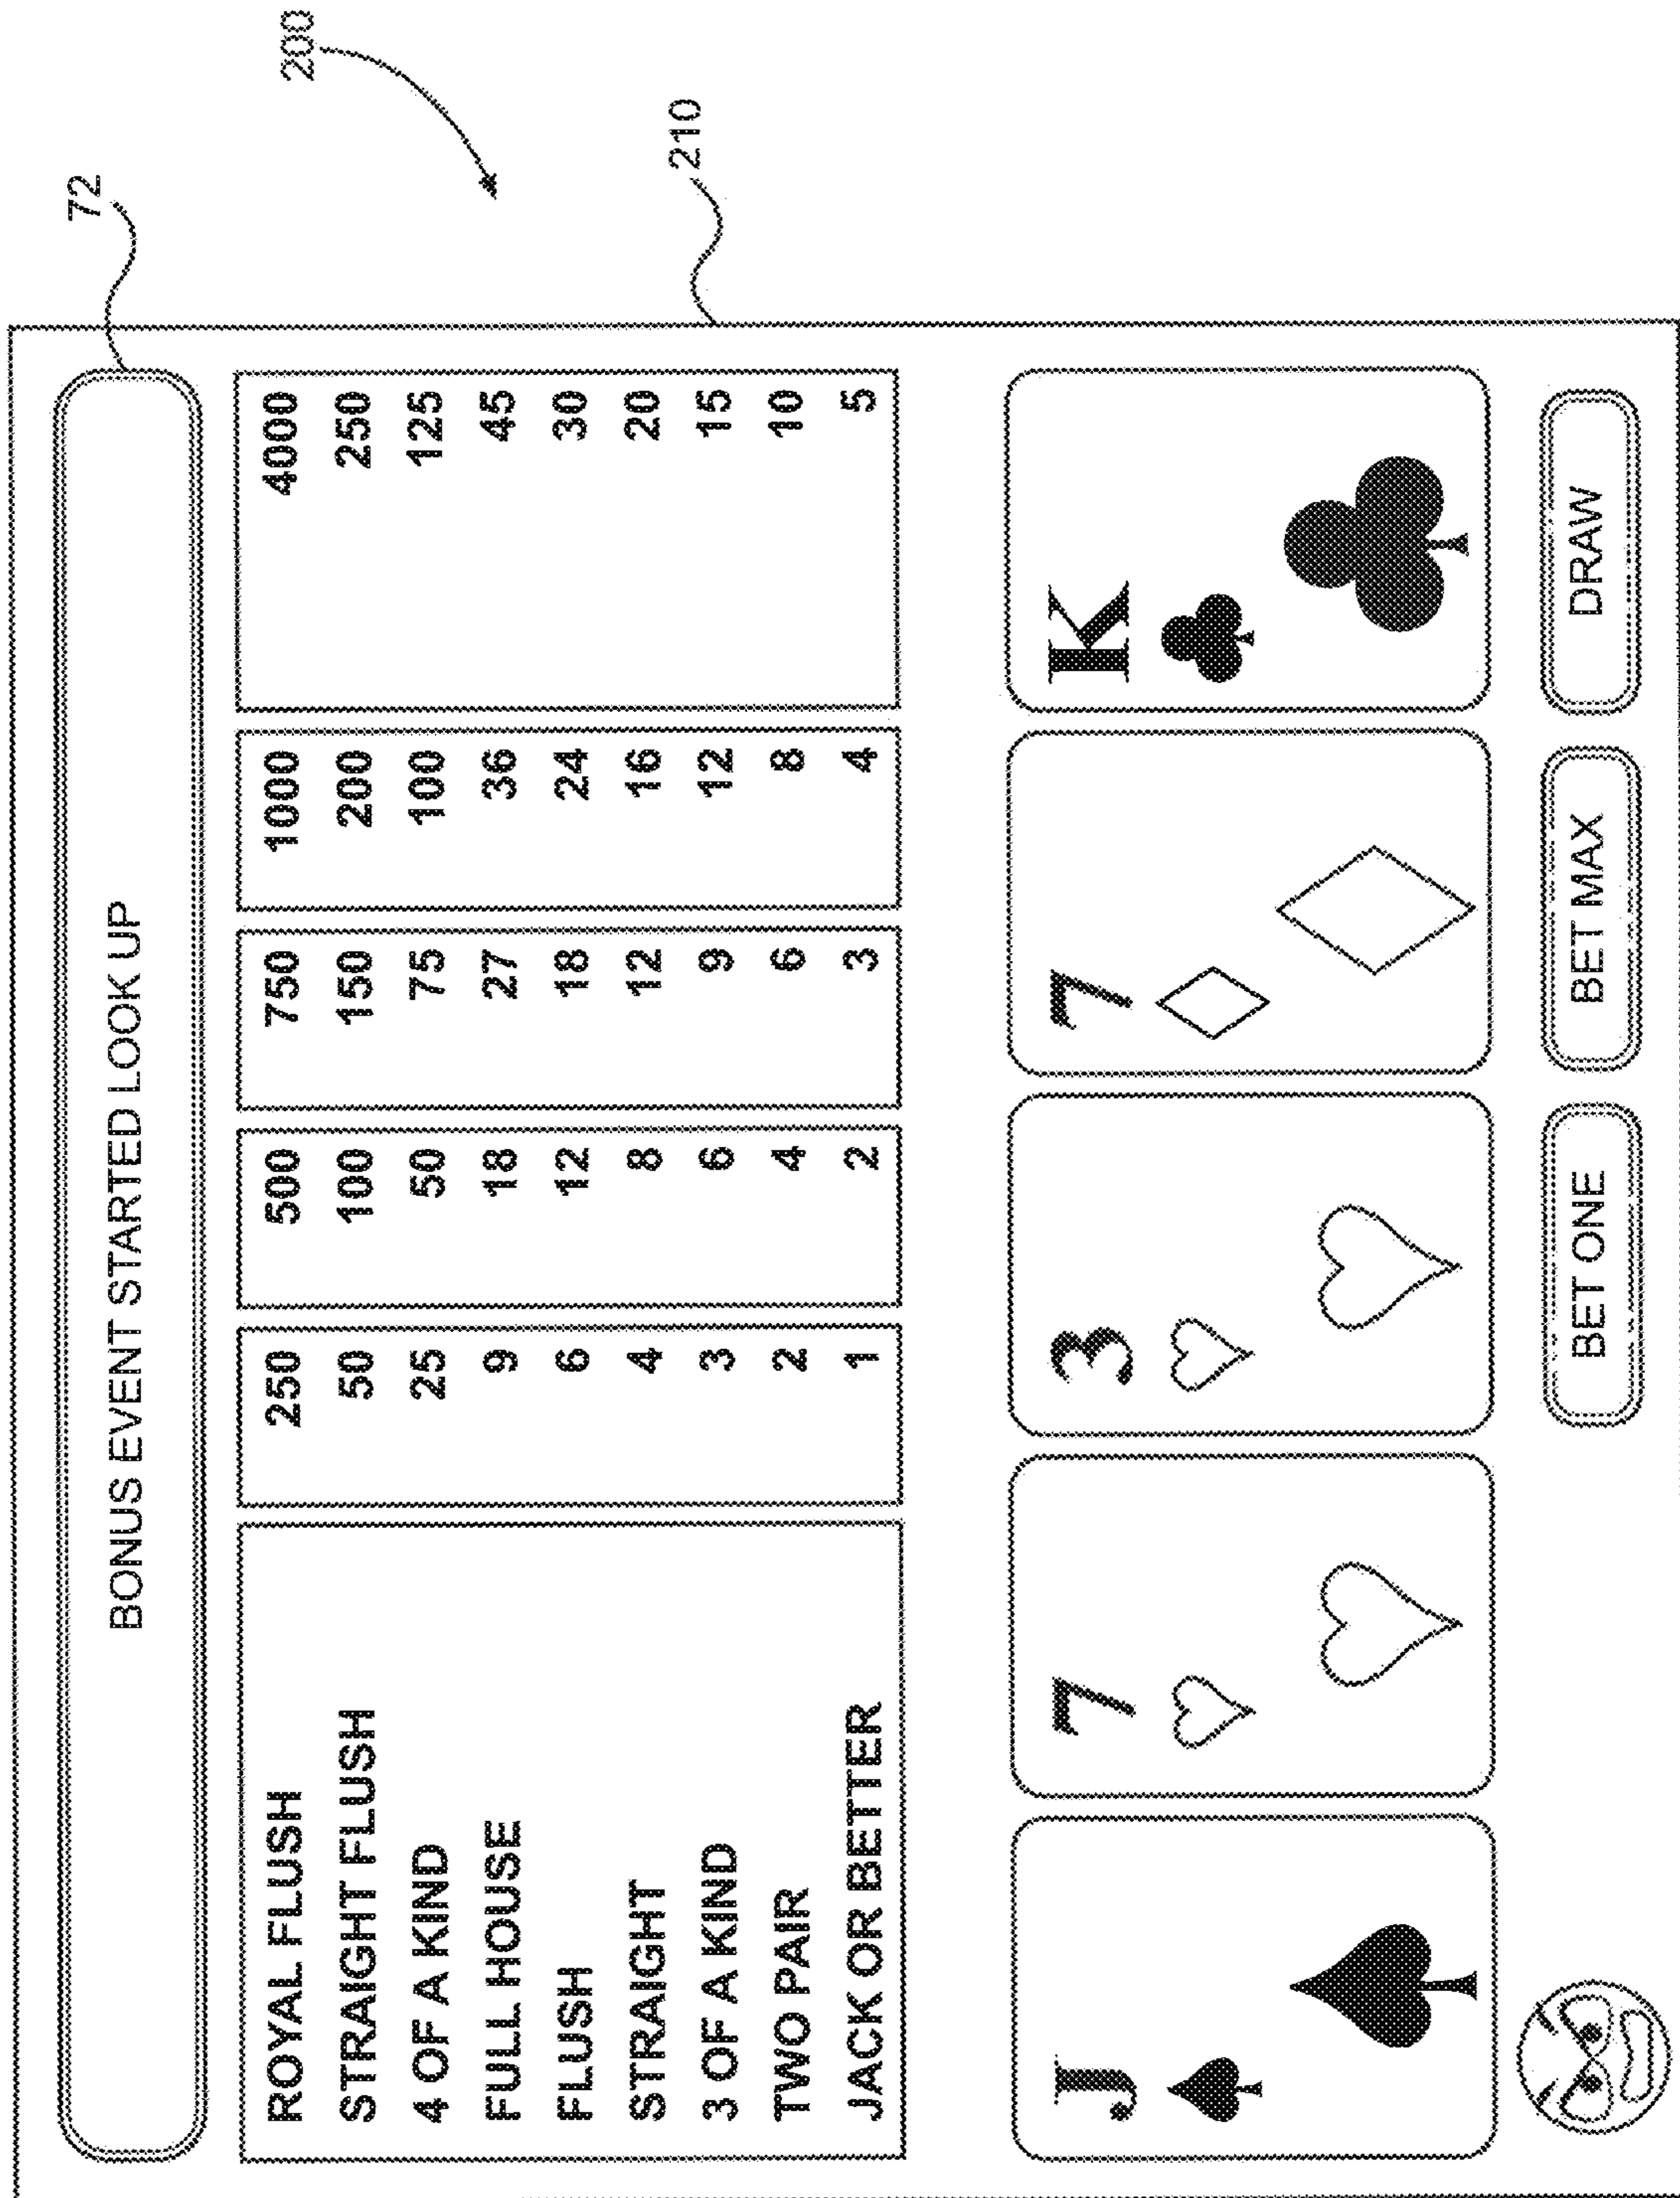 200
72
210
BONUS EVENT STARTED LOOK UP
ROYAL FLUSH 250 500 750 1000 4000
STRAIGHT FLUSH 50 100 150 200 250
4 OF A KIND 25 50 75 100 125
FULL HOUSE 9 18 27 36 45
FLUSH 6 12 18 24 30
STRAIGHT 4 8 12 16 20
3 OF A KIND 3 6 9 12 15
TWO PAIR 2 4 6 8 10
JACK OR BETTER 1 2 3 4 5
J 7 3 7 K
BET ONE BET MAX DRAW